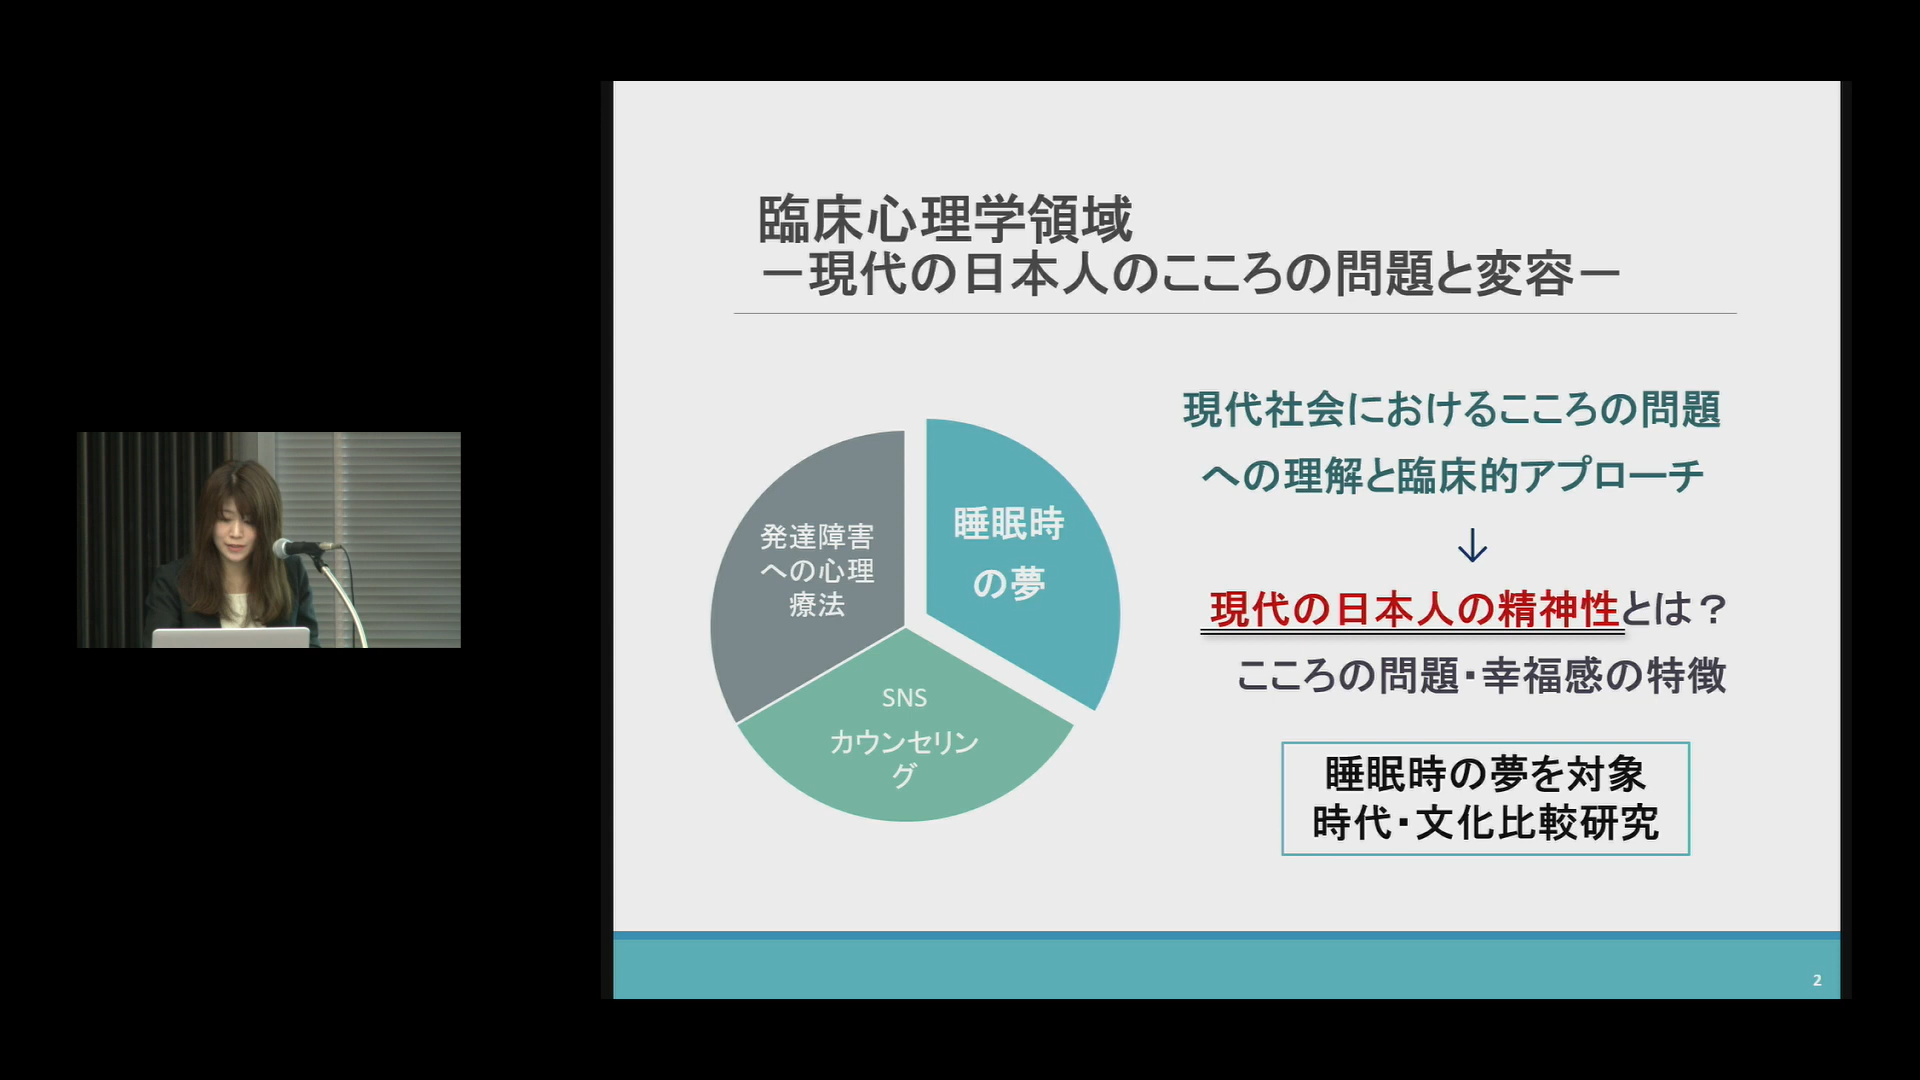 臨床心理学領域
－現代の日本人のこころの問題と変容－
発達障害
への心理
療法
睡眠時
の夢
SNS
カウンセリン
グ
現代社会におけるこころの問題
への理解と臨床的アプローチ
↓
現代の日本人の精神性とは？
こころの問題・幸福感の特徴
睡眠時の夢を対象
時代・文化比較研究
2